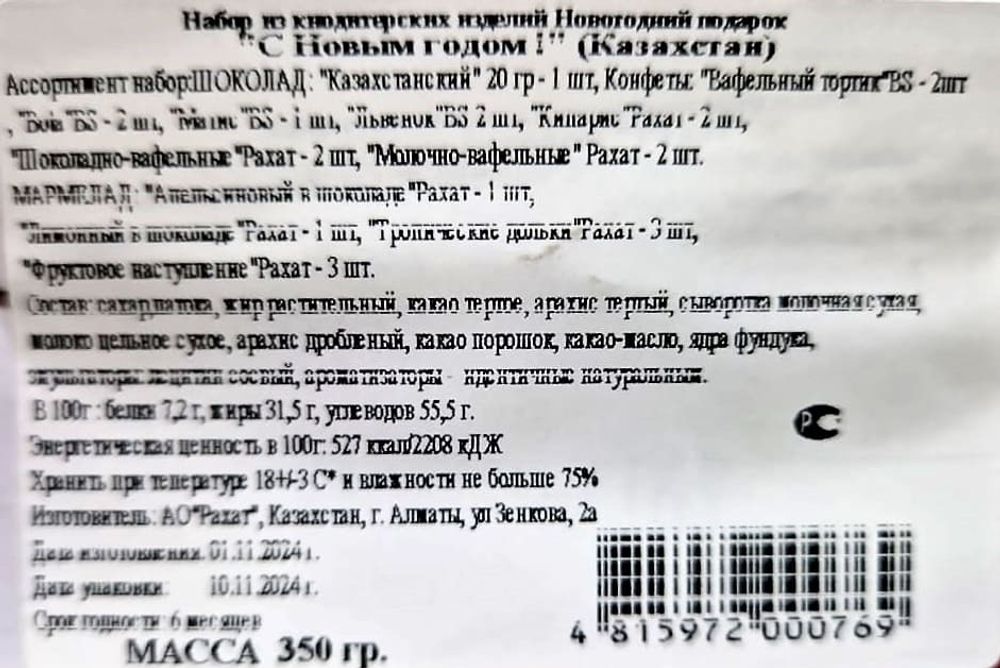 Набор из кнодитерских изделий Новогодний подарок
"С Новым годом !" (Казахстан)
Ассортимент набор:ШОКОЛАД: "Казахстанский" 20 гр - 1 шт, Конфеты: "Вафельный тортик"BS - 2шт
, "BS - 2 шт, BS - 1 шт, "Львенок"BS 2 шт, "Кипарис"Рахат - 2 шт,
"Шоколадно-вафельные"Рахат - 2 шт, "Молочно-вафельные" Рахат - 2 шт.
МАРМЕЛАД: "Апельсиновый в шоколаде"Рахат - 1 шт,
"Лимонный в шоколаде"Рахат - 1 шт, "Тропические дольки"Рахат - 3 шт,
"Фруктовое наступление"Рахат - 3 шт.
Состав: сахар,патока, жир растительный, какао тертое, арахис тертый, сыворотка молочная сухая,
молоко цельное сухое, арахис дробленый, какао порошок, какао-масло, ядра фундука,
лецитин соевый, ароматизаторы - идентичные натуральным.
В 100г : белки 7,2 г, жиры 31,5 г, углеводов 55,5 г.
Энергетическая ценность в 100г: 527 ккал/2208 кДЖ
Хранить при температуре 18+/-3 С* и влажности не больше 75%
Изготовитель: АО"Рахат", Казахстан, г. Алматы, ул Зенкова, 2а
Дата изготовления 01.11.2024 г.
Дата упаковки: 10.11.2024 г.
Срок годности 6 месяцев
МАССА 350 гр.
РС
4 815972 000769